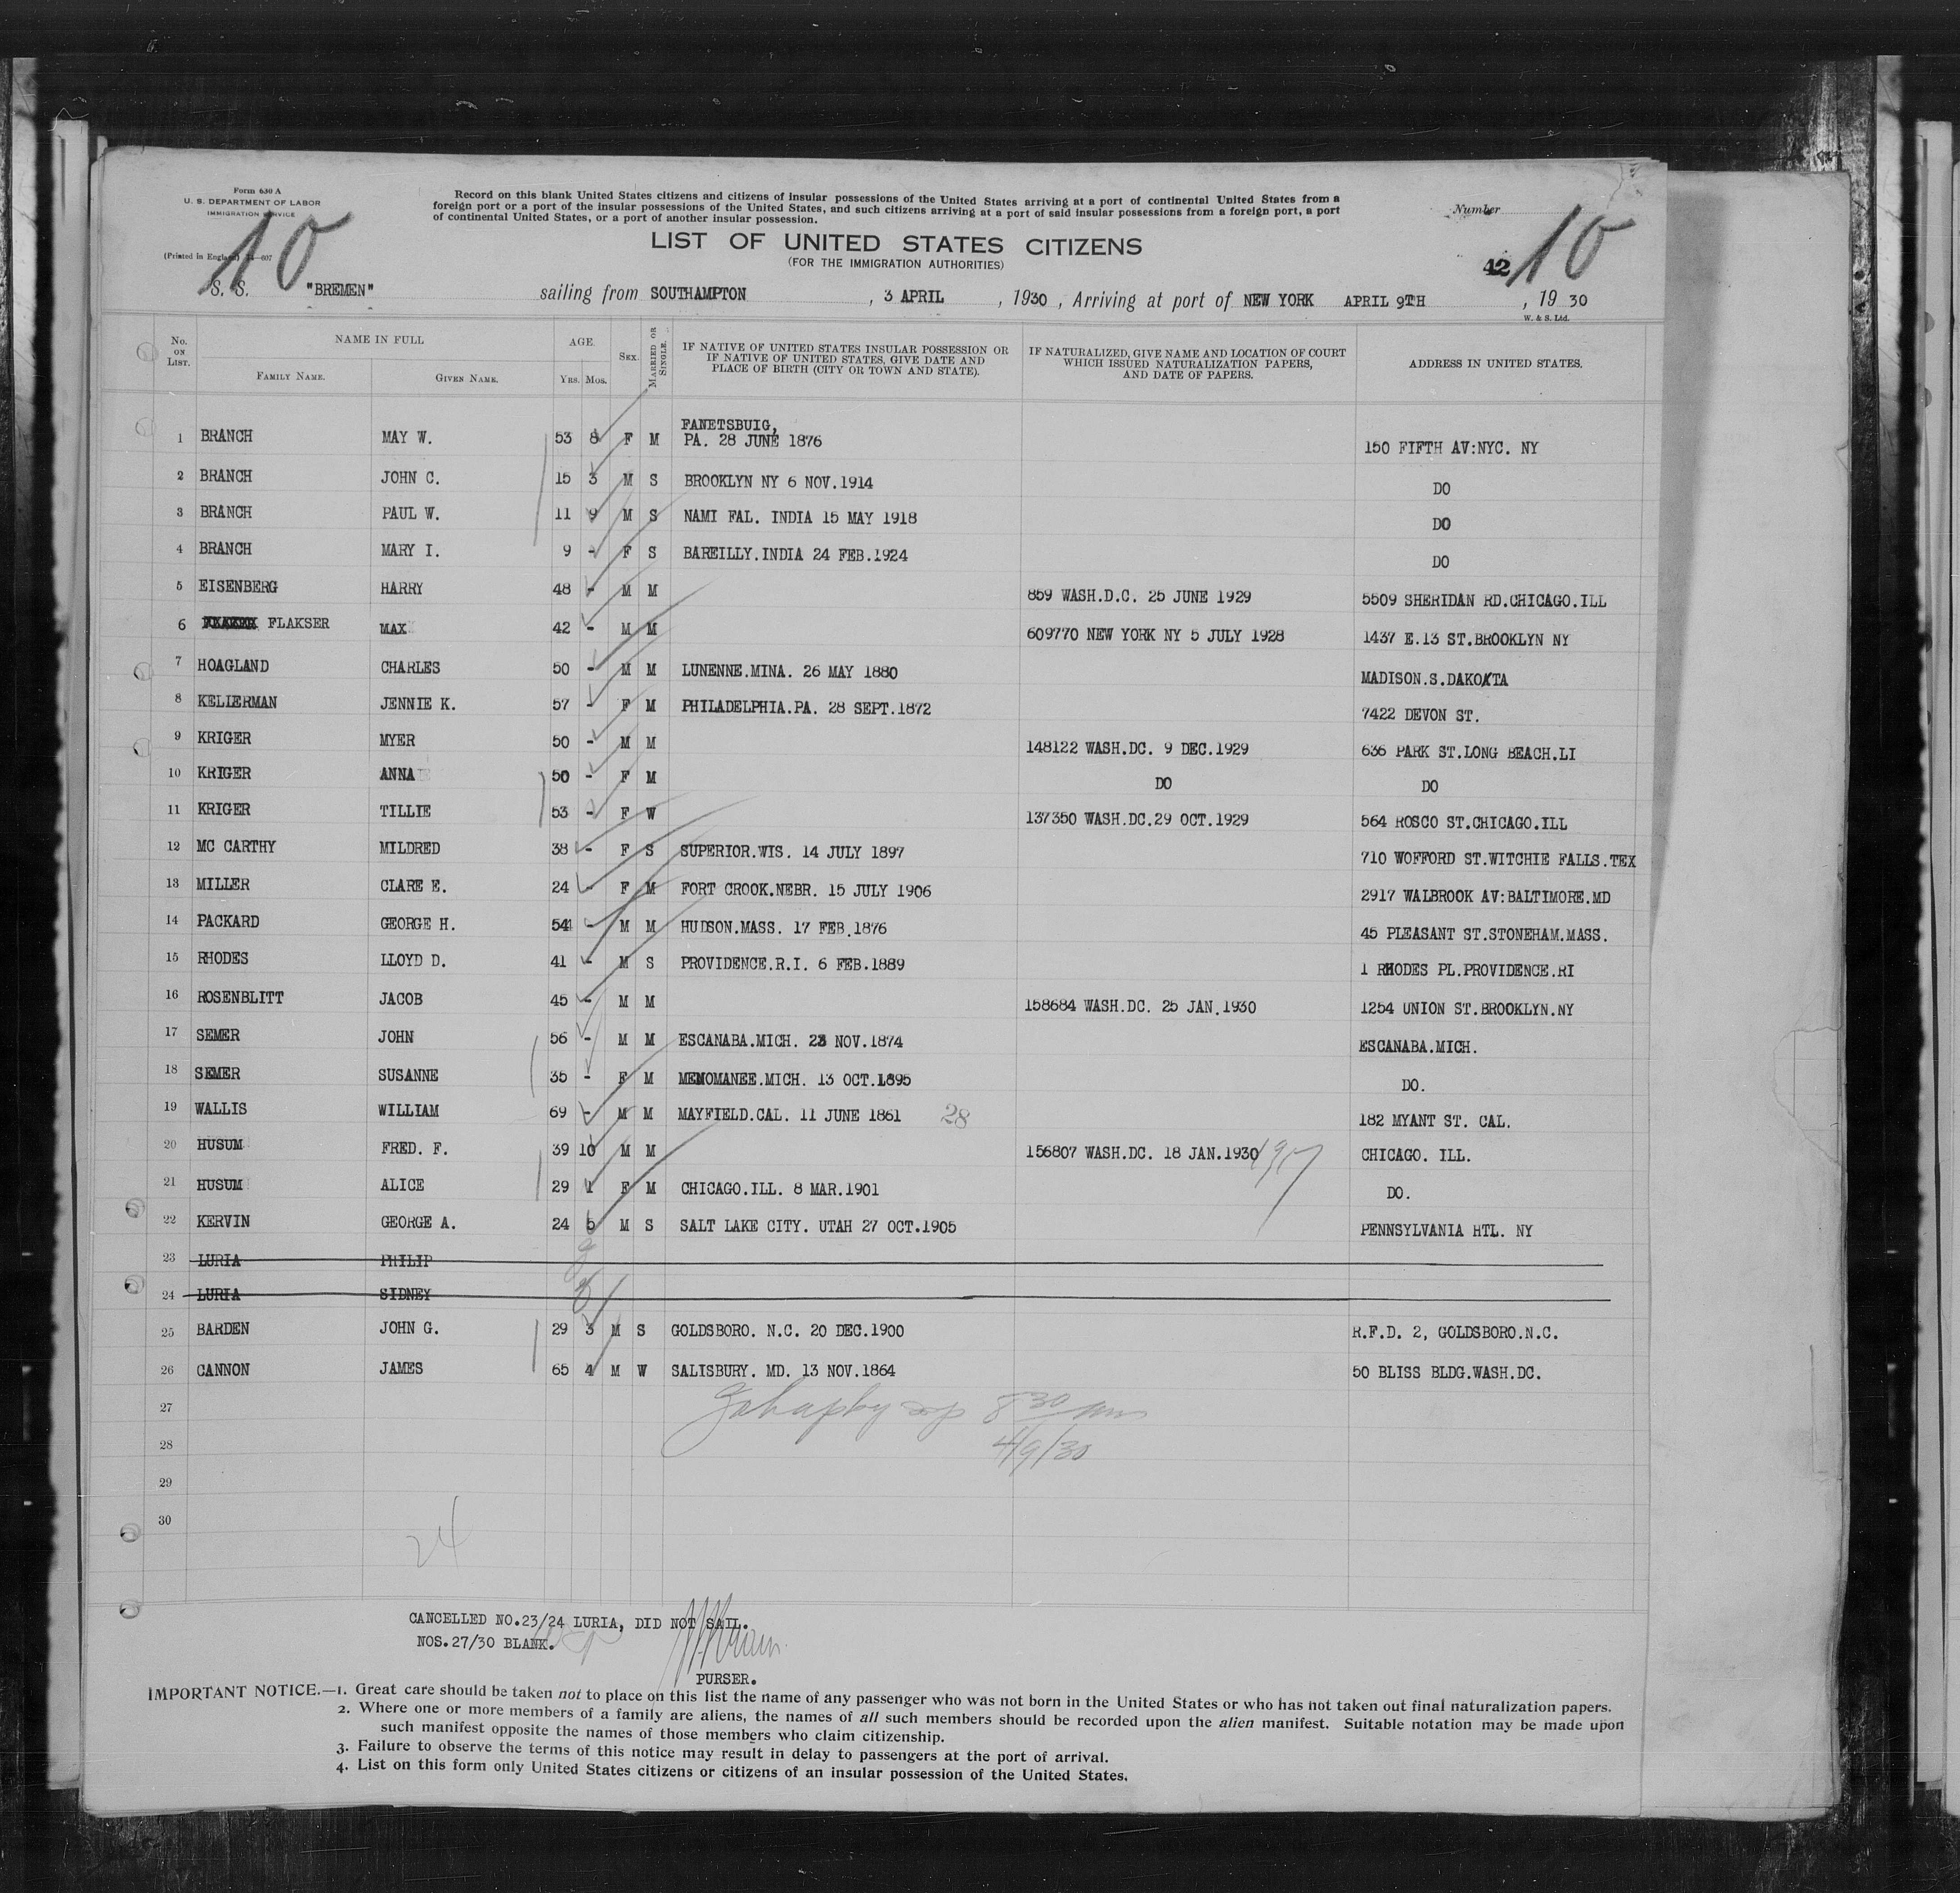 Form 630 A
U. S. DEPARTMENT OF LABOR
IMMIGRATION SERVICE
(Printed in England)
10
Record on this blank United States citizens and citizens of insular possessions of the United States arriving at a port of continental United States from a
foreign port or a port of the insular possessions of the United States, and such citizens arriving at a port of said insular possessions from a foreign port, a port
of continental United States, or a port of another insular possession.
Number
LIST OF UNITED STATES CITIZENS
(FOR THE IMMIGRATION AUTHORITIES)
42 10
S. S. "BREMEN" sailing from SOUTHAMPTON , 3 APRIL , 1930 , Arriving at port of NEW YORK APRIL 9TH , 19 30
W. & S. Ltd.
No. ON LIST. NAME IN FULL FAMILY NAME. GIVEN NAME. AGE. YRS. MOS. SEX. MARRIED OR SINGLE. IF NATIVE OF UNITED STATES INSULAR POSSESSION OR IF NATIVE OF UNITED STATES, GIVE DATE AND PLACE OF BIRTH (CITY OR TOWN AND STATE). IF NATURALIZED, GIVE NAME AND LOCATION OF COURT WHICH ISSUED NATURALIZATION PAPERS, AND DATE OF PAPERS. ADDRESS IN UNITED STATES.
1 BRANCH MAY W. 53 8 F M FANETSBUIG, PA. 28 JUNE 1876 150 FIFTH AV:NYC. NY
2 BRANCH JOHN C. 15 3 M S BROOKLYN NY 6 NOV.1914 DO
3 BRANCH PAUL W. 11 9 M S NAMI FAL. INDIA 15 MAY 1918 DO
4 BRANCH MARY I. 9 - F S BAREILLY.INDIA 24 FEB.1924 DO
5 EISENBERG HARRY 48 - M M 859 WASH.D.C. 25 JUNE 1929 5509 SHERIDAN RD.CHICAGO.ILL
6 FLAKSER MAX 42 - M M 609770 NEW YORK NY 5 JULY 1928 1437 E.13 ST.BROOKLYN NY
7 HOAGLAND CHARLES 50 - M M LUNENNE.MINA. 26 MAY 1880 MADISON.S.DAKOXTA
8 KELLERMAN JENNIE K. 57 - F M PHILADELPHIA.PA. 28 SEPT.1872 7422 DEVON ST.
9 KRIGER MYER 50 - M M 148122 WASH.DC. 9 DEC.1929 636 PARK ST.LONG BEACH.LI
10 KRIGER ANNA 50 - F M DO DO
11 KRIGER TILLIE 53 - F W 137350 WASH.DC.29 OCT.1929 564 ROSCO ST.CHICAGO.ILL
12 MC CARTHY MILDRED 38 - F S SUPERIOR.WIS. 14 JULY 1897 710 WOFFORD ST.WITCHIE FALLS.TEX
13 MILLER CLARE E. 24 - F M FORT CROOK.NEBR. 15 JULY 1906 2917 WALBROOK AV:BALTIMORE.MD
14 PACKARD GEORGE H. 54 - M M HUDSON.MASS. 17 FEB.1876 45 PLEASANT ST.STONEHAM.MASS.
15 RHODES LLOYD D. 41 - M S PROVIDENCE.R.I. 6 FEB.1889 1 RHODES PL.PROVIDENCE.RI
16 ROSENBLITT JACOB 45 - M M 158684 WASH.DC. 25 JAN.1930 1254 UNION ST.BROOKLYN.NY
17 SEMER JOHN 56 - M M ESCANABA.MICH. 23 NOV.1874 ESCANABA.MICH.
18 SEMER SUSANNE 35 - F M MENOMANEE.MICH. 13 OCT.1895 DO.
19 WALLIS WILLIAM 69 - M M MAYFIELD.CAL. 11 JUNE 1861 28 182 MYANT ST. CAL.
20 HUSUM FRED. F. 39 10 M M 156807 WASH.DC. 18 JAN.1930 CHICAGO. ILL.
21 HUSUM ALICE 29 1 F M CHICAGO.ILL. 8 MAR.1901 DO.
22 KERVIN GEORGE A. 24 5 M S SALT LAKE CITY. UTAH 27 OCT.1905 PENNSYLVANIA HTL. NY
23 LURIA PHILIP
24 LURIA SIDNEY
25 BARDEN JOHN G. 29 3 M S GOLDSBORO. N.C. 20 DEC.1900 R.F.D. 2, GOLDSBORO.N.C.
26 CANNON JAMES 65 4 M W SALISBURY. MD. 13 NOV.1864 50 BLISS BLDG.WASH.DC.
27 8 30 am
28 4/9/30
29
30
24
CANCELLED NO.23/24 LURIA, DID NOT SAIL.
NOS.27/30 BLANK.
PURSER.
IMPORTANT NOTICE.—1. Great care should be taken not to place on this list the name of any passenger who was not born in the United States or who has not taken out final naturalization papers.
2. Where one or more members of a family are aliens, the names of all such members should be recorded upon the alien manifest. Suitable notation may be made upon
such manifest opposite the names of those members who claim citizenship.
3. Failure to observe the terms of this notice may result in delay to passengers at the port of arrival.
4. List on this form only United States citizens or citizens of an insular possession of the United States.